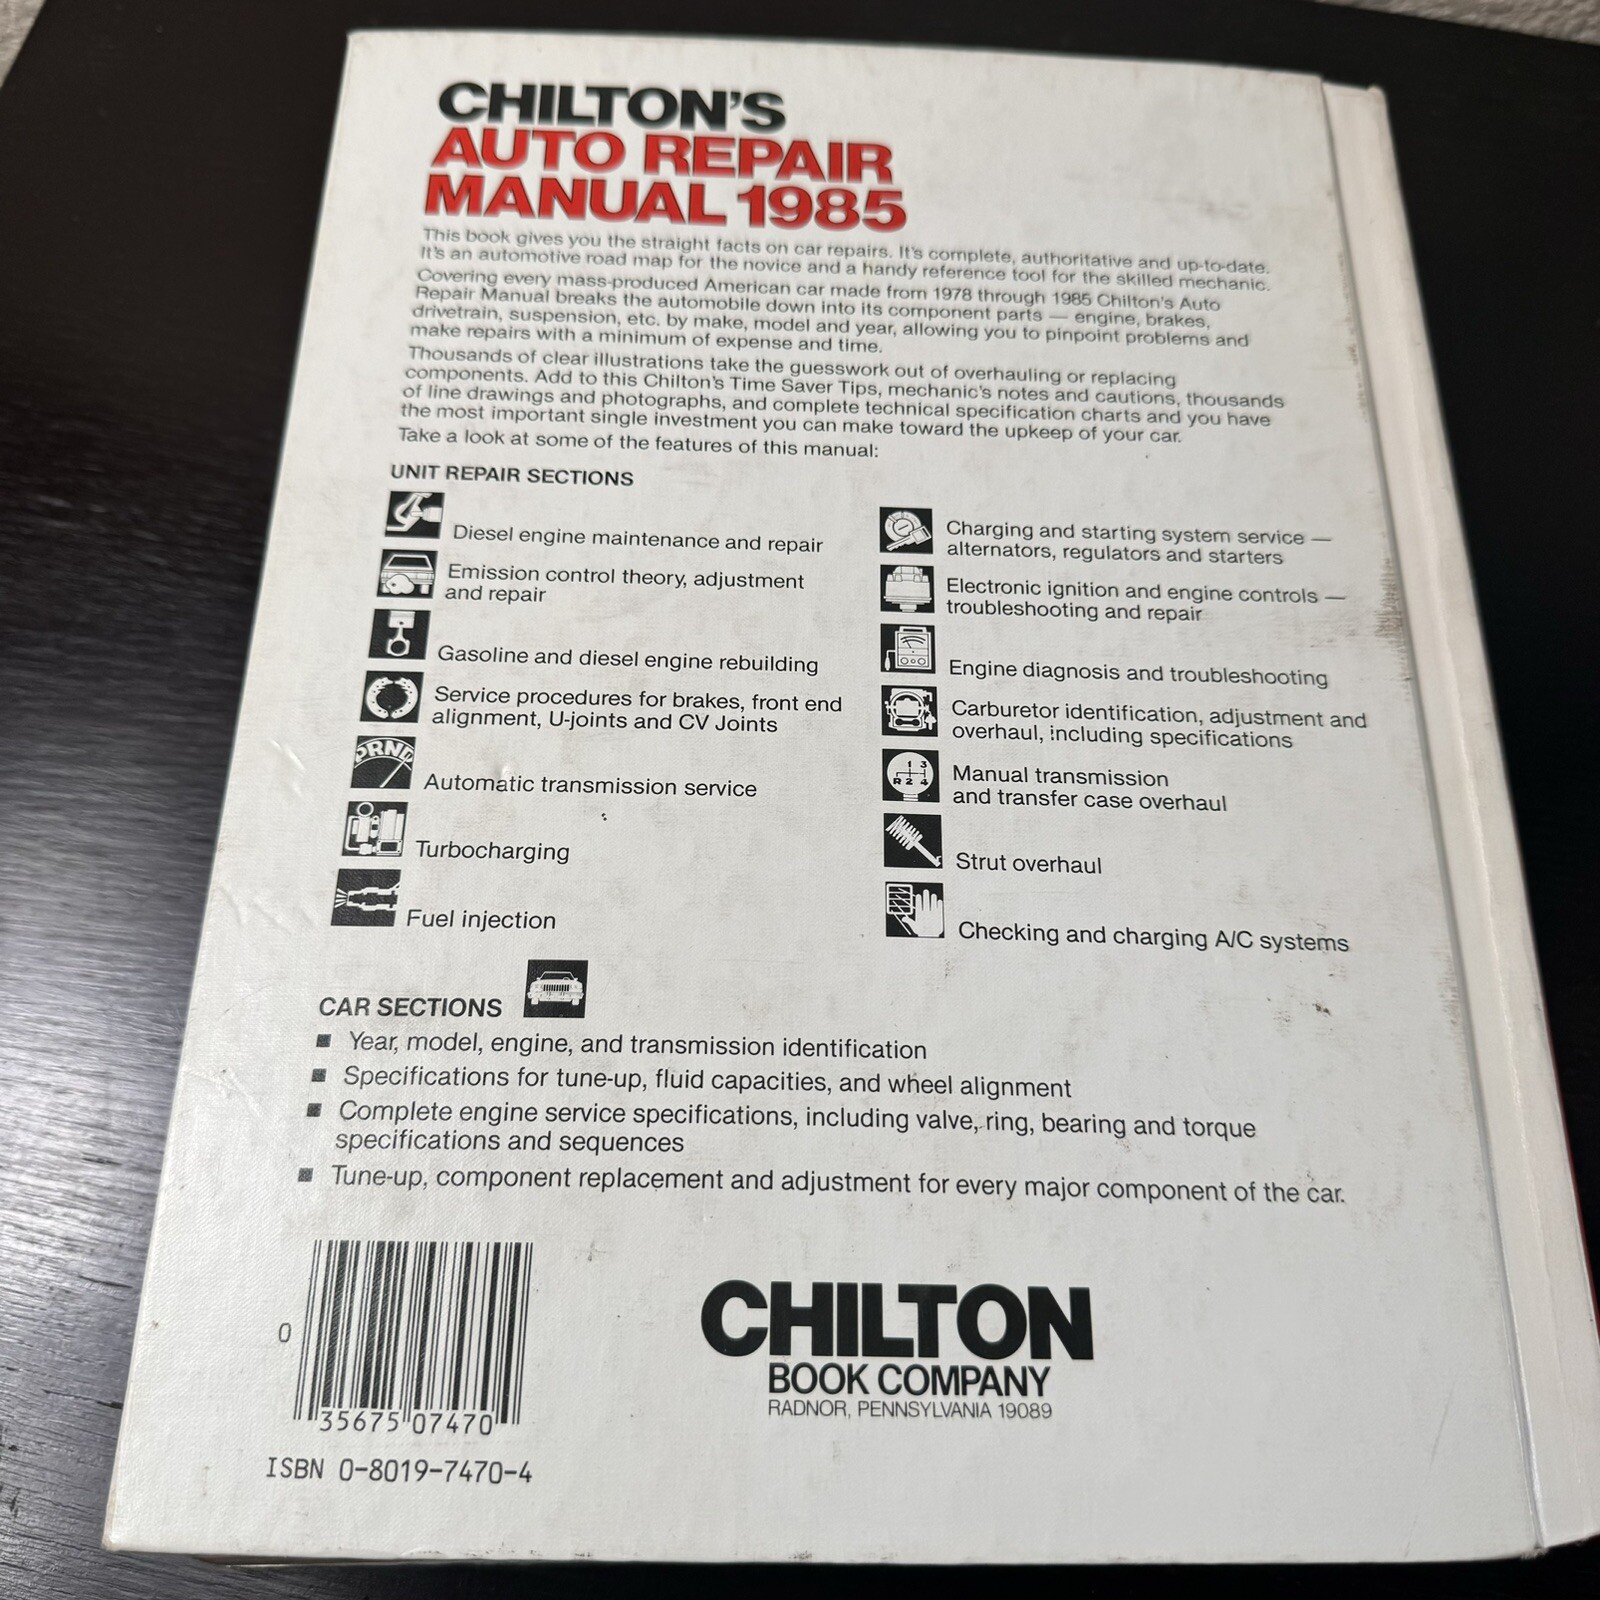 CHILTON'S
AUTO REPAIR
MANUAL 1985
This book gives you the straight facts on car repairs. It's complete, authoritative and up-to-date.
It's an automotive road map for the novice and a handy reference tool for the skilled mechanic.
Covering every mass-produced American car made from 1978 through 1985 Chilton's Auto
Repair Manual breaks the automobile down into its component parts — engine, brakes,
drivetrain, suspension, etc. by make, model and year, allowing you to pinpoint problems and
make repairs with a minimum of expense and time.
Thousands of clear illustrations take the guesswork out of overhauling or replacing
components. Add to this Chilton's Time Saver Tips, mechanic's notes and cautions, thousands
of line drawings and photographs, and complete technical specification charts and you have
the most important single investment you can make toward the upkeep of your car.
Take a look at some of the features of this manual:
UNIT REPAIR SECTIONS
Diesel engine maintenance and repair
Emission control theory, adjustment
and repair
Gasoline and diesel engine rebuilding
Service procedures for brakes, front end
alignment, U-joints and CV Joints
PRND
Automatic transmission service
Turbocharging
Fuel injection
Charging and starting system service —
alternators, regulators and starters
Electronic ignition and engine controls —
troubleshooting and repair
Engine diagnosis and troubleshooting
Carburetor identification, adjustment and
overhaul, including specifications
1 3
R 2 4
Manual transmission
and transfer case overhaul
Strut overhaul
Checking and charging A/C systems
CAR SECTIONS
■ Year, model, engine, and transmission identification
■ Specifications for tune-up, fluid capacities, and wheel alignment
■ Complete engine service specifications, including valve, ring, bearing and torque
specifications and sequences
■ Tune-up, component replacement and adjustment for every major component of the car.
0 35675 07470
ISBN 0-8019-7470-4
CHILTON
BOOK COMPANY
RADNOR, PENNSYLVANIA 19089